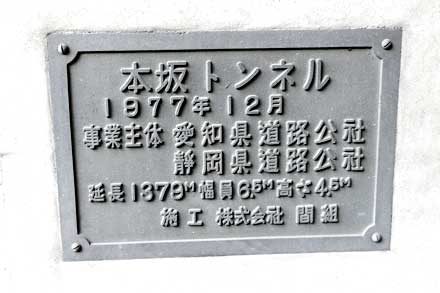 本坂トンネル
1977年12月
事業主体 愛知県道路公社
静岡県道路公社
延長1379M幅員6.5M高さ4.5M
施工 株式会社 間組